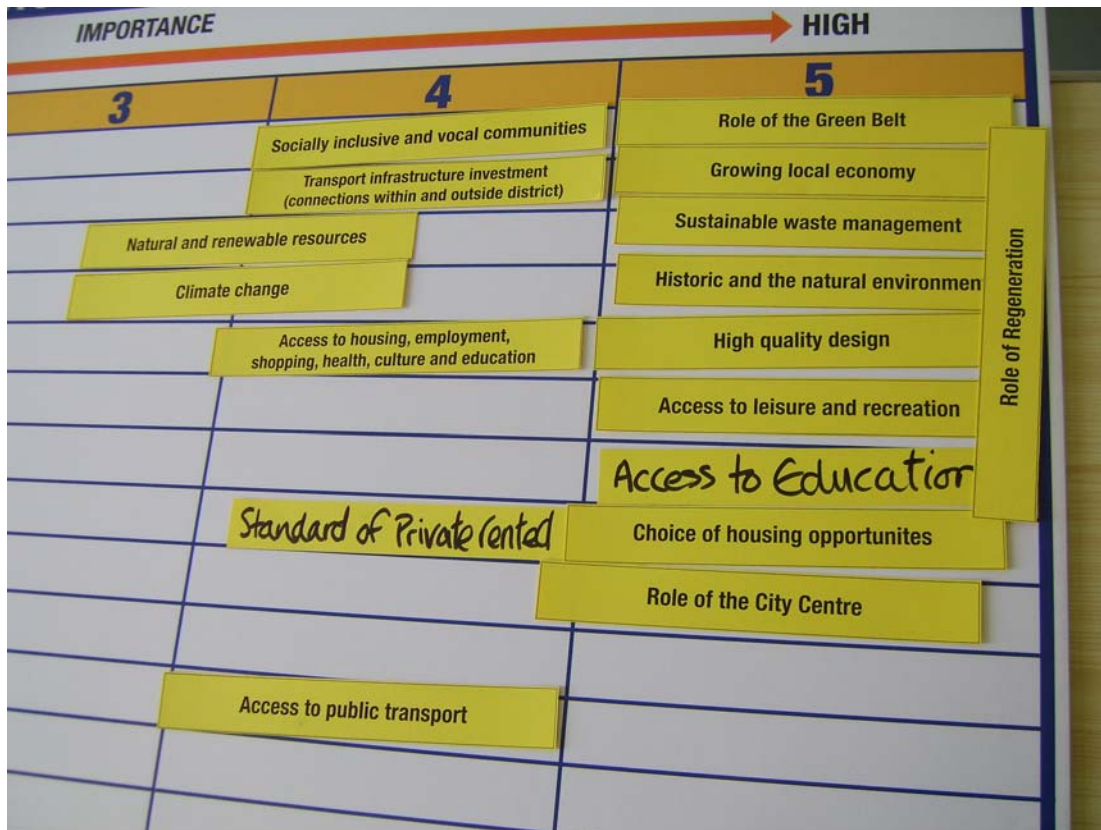 IMPORTANCE
HIGH
3
4
5
Socially inclusive and vocal communities
Role of the Green Belt
Transport infrastructure investment
(connections within and outside district)
Growing local economy
Natural and renewable resources
Sustainable waste management
Climate change
Historic and the natural environmen
Access to housing, employment,
shopping, health, culture and education
High quality design
Role of Regeneration
Access to leisure and recreation
Access to Education
Standard of Private rented
Choice of housing opportunites
Role of the City Centre
Access to public transport